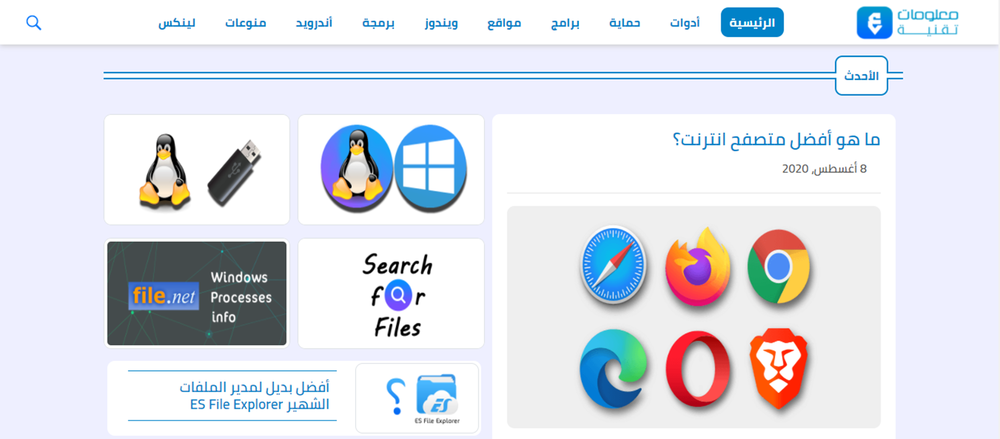 معلومات
تقنيـــة
الرئيسية
أدوات
حماية
برامج
مواقع
ويندوز
برمجة
أندرويد
منوعات
لينكس
الأحدث
ما هو أفضل متصفح انترنت؟
8 أغسطس, 2020
Search
for
Files
file.net
Windows
Processes
info
ES
ES File Explorer
أفضل بديل لمدير الملفات
الشهير ES File Explorer